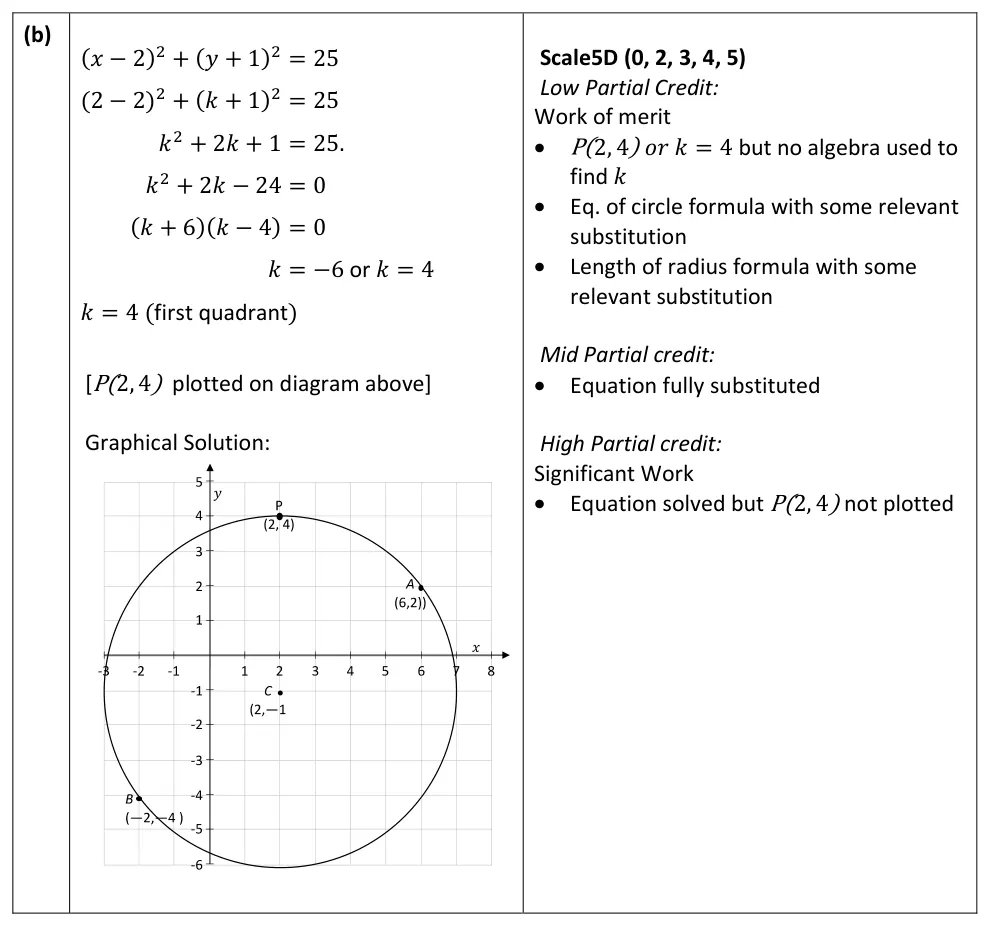 (b)
(x − 2)² + (y + 1)² = 25
(2 − 2)² + (k + 1)² = 25
k² + 2k + 1 = 25.
k² + 2k − 24 = 0
(k + 6)(k − 4) = 0
k = −6 or k = 4
k = 4 (first quadrant)
[P(2, 4) plotted on diagram above]
Graphical Solution:
5
y
P
4
(2, 4)
3
A
2
(6,2))
1
x
-3 -2 -1 1 2 3 4 5 6 7 8
-1
C
(2,—1
-2
-3
-4
B
(—2,—4 )
-5
-6
Scale5D (0, 2, 3, 4, 5)
Low Partial Credit:
Work of merit
• P(2, 4) or k = 4 but no algebra used to
find k
• Eq. of circle formula with some relevant
substitution
• Length of radius formula with some
relevant substitution
Mid Partial credit:
• Equation fully substituted
High Partial credit:
Significant Work
• Equation solved but P(2, 4) not plotted